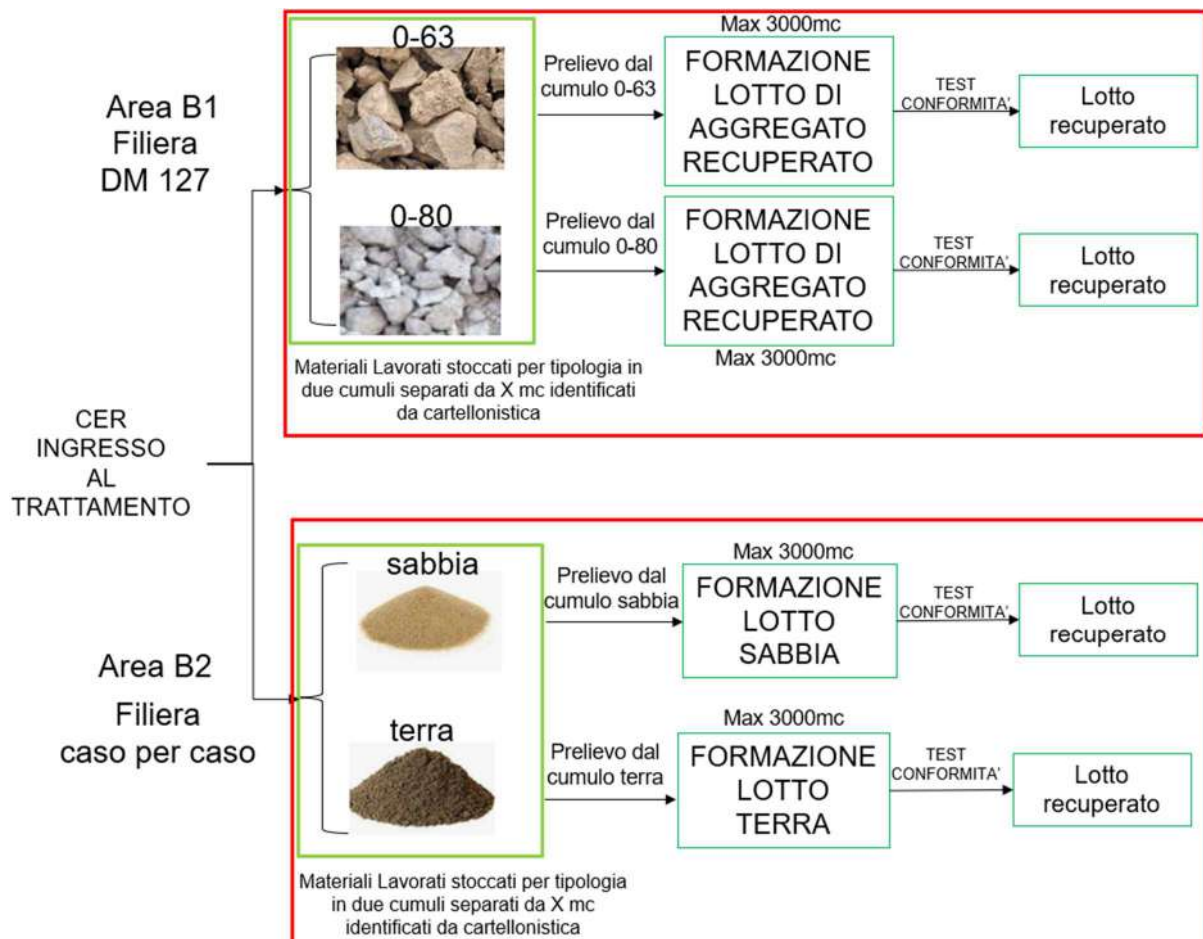 Max 3000mc
0-63
Prelievo dal
cumulo 0-63
FORMAZIONE
LOTTO DI
AGGREGATO
RECUPERATO
TEST
CONFORMITA'
Lotto
recuperato
Area B1
Filiera
DM 127
0-80
Prelievo dal
cumulo 0-80
FORMAZIONE
LOTTO DI
AGGREGATO
RECUPERATO
TEST
CONFORMITA'
Lotto
recuperato
Max 3000mc
Materiali Lavorati stoccati per tipologia in
due cumuli separati da X mc identificati
da cartellonistica
CER
INGRESSO
AL
TRATTAMENTO
Max 3000mc
sabbia
Prelievo dal
cumulo sabbia
FORMAZIONE
LOTTO
SABBIA
TEST
CONFORMITA'
Lotto
recuperato
Area B2
Filiera
caso per caso
Max 3000mc
terra
Prelievo dal
cumulo terra
FORMAZIONE
LOTTO
TERRA
TEST
CONFORMITA'
Lotto
recuperato
Materiali Lavorati stoccati per tipologia
in due cumuli separati da X mc
identificati da cartellonistica